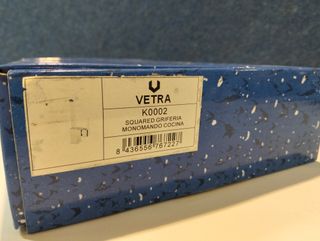 VETRA
K0002
SQUARED GRIFERIA
MONOMANDO COCINA
8 436556 767227